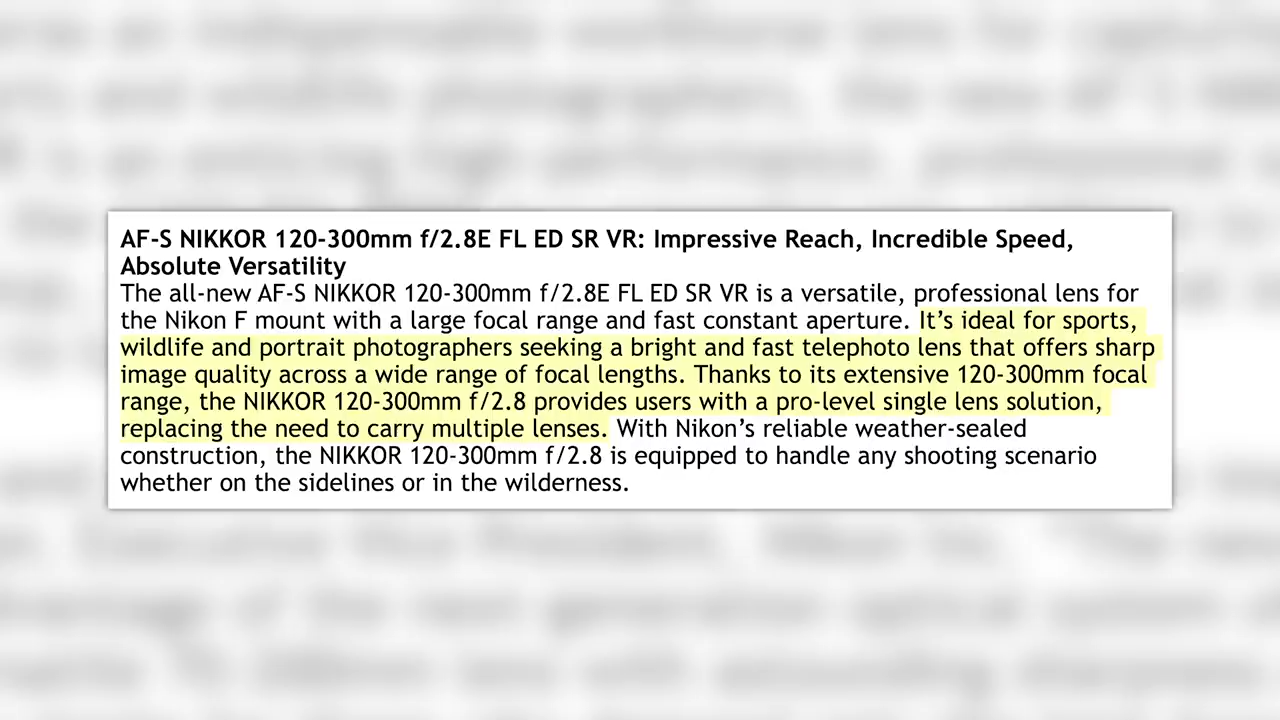 AF-S NIKKOR 120-300mm f/2.8E FL ED SR VR: Impressive Reach, Incredible Speed,
Absolute Versatility
The all-new AF-S NIKKOR 120-300mm f/2.8E FL ED SR VR is a versatile, professional lens for
the Nikon F mount with a large focal range and fast constant aperture. It’s ideal for sports,
wildlife and portrait photographers seeking a bright and fast telephoto lens that offers sharp
image quality across a wide range of focal lengths. Thanks to its extensive 120-300mm focal
range, the NIKKOR 120-300mm f/2.8 provides users with a pro-level single lens solution,
replacing the need to carry multiple lenses. With Nikon’s reliable weather-sealed
construction, the NIKKOR 120-300mm f/2.8 is equipped to handle any shooting scenario
whether on the sidelines or in the wilderness.